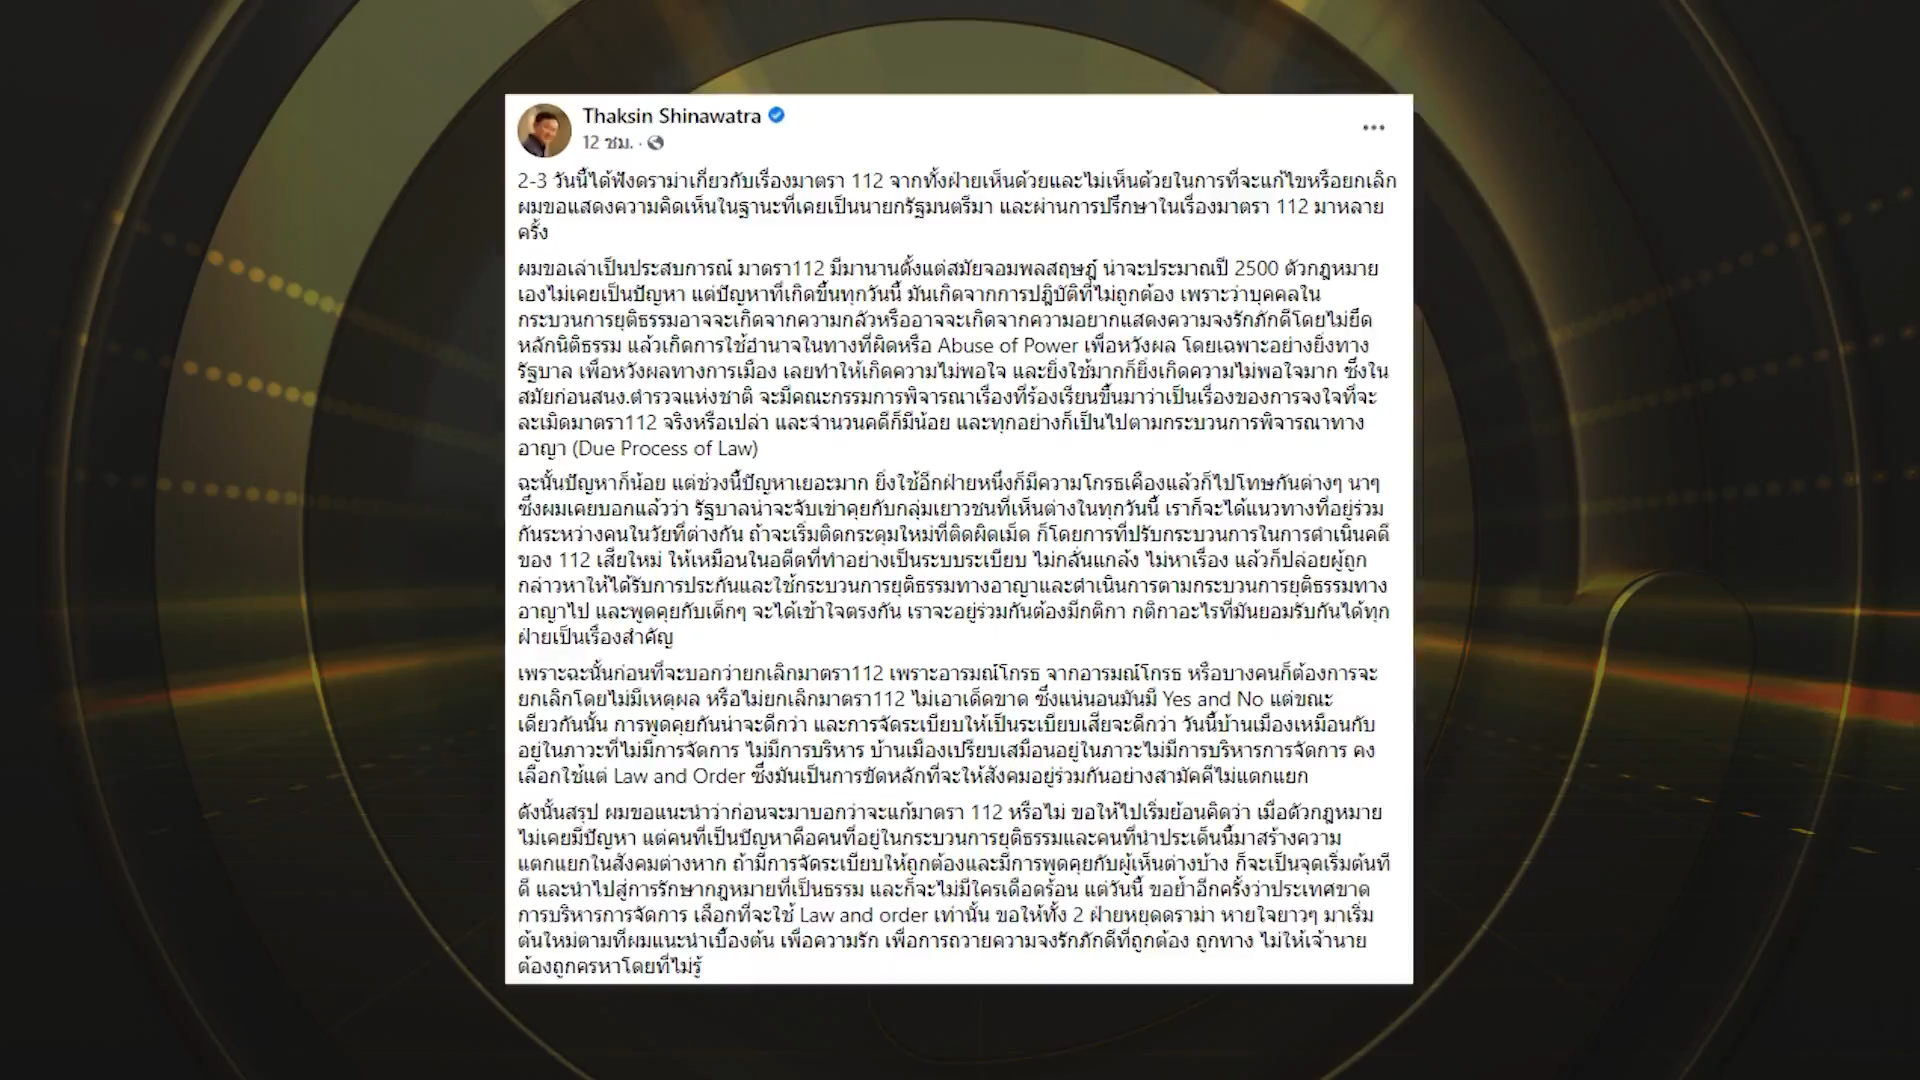 Thaksin Shinawatra
12 ชม. ·
2-3 วันนี้ได้ฟังดราม่าเกี่ยวกับเรื่องมาตรา 112 จากทั้งฝ่ายเห็นด้วยและไม่เห็นด้วยในการที่จะแก้ไขหรือยกเลิก
ผมขอแสดงความคิดเห็นในฐานะที่เคยเป็นนายกรัฐมนตรีมา และผ่านการปรึกษาในเรื่องมาตรา 112 มาหลาย
ครั้ง
ผมขอเล่าเป็นประสบการณ์ มาตรา112 มีมานานตั้งแต่สมัยจอมพลสฤษฎ์ น่าจะประมาณปี 2500 ตัวกฎหมาย
เองไม่เคยเป็นปัญหา แต่ปัญหาที่เกิดขึ้นทุกวันนี้ มันเกิดจากการปฎิบัติที่ไม่ถูกต้อง เพราะว่าบุคคลใน
กระบวนการยุติธรรมอาจจะเกิดจากความกลัวหรืออาจจะเกิดจากความอยากแสดงความจงรักภักดีโดยไม่ยึด
หลักนิติธรรม แล้วเกิดการใช้อำนาจในทางที่ผิดหรือ Abuse of Power เพื่อหวังผล โดยเฉพาะอย่างยิ่งทาง
รัฐบาล เพื่อหวังผลทางการเมือง เลยทำให้เกิดความไม่พอใจ และยิ่งใช้มากก็ยิ่งเกิดความไม่พอใจมาก ซึ่งใน
สมัยก่อนสนง.ตำรวจแห่งชาติ จะมีคณะกรรมการพิจารณาเรื่องที่ร้องเรียนขึ้นมาว่าเป็นเรื่องของการจงใจที่จะ
ละเมิดมาตรา112 จริงหรือเปล่า และจำนวนคดีก็มีน้อย และทุกอย่างก็เป็นไปตามกระบวนการพิจารณาทาง
อาญา (Due Process of Law)
ฉะนั้นปัญหาก็น้อย แต่ช่วงนี้ปัญหาเยอะมาก ยิ่งใช้อีกฝ่ายหนึ่งก็มีความโกรธเคืองแล้วก็ไปโทษกันต่างๆ นาๆ
ซึ่งผมเคยบอกแล้วว่า รัฐบาลน่าจะจับเข่าคุยกับกลุ่มเยาวชนที่เห็นต่างในทุกวันนี้ เราก็จะได้แนวทางที่อยู่ร่วม
กันระหว่างคนในวัยที่ต่างกัน ถ้าจะเริ่มติดกระดุมใหม่ที่ติดผิดเม็ด ก็โดยการที่ปรับกระบวนการในการดำเนินคดี
ของ 112 เสียใหม่ ให้เหมือนในอดีตที่ทำอย่างเป็นระบบระเบียบ ไม่กลั่นแกล้ง ไม่หาเรื่อง แล้วก็ปล่อยผู้ถูก
กล่าวหาให้ได้รับการประกันและใช้กระบวนการยุติธรรมทางอาญาและดำเนินการตามกระบวนการยุติธรรมทาง
อาญาไป และพูดคุยกับเด็กๆ จะได้เข้าใจตรงกัน เราจะอยู่ร่วมกันต้องมีกติกา กติกาอะไรที่มันยอมรับกันได้ทุก
ฝ่ายเป็นเรื่องสำคัญ
เพราะฉะนั้นก่อนที่จะบอกว่ายกเลิกมาตรา112 เพราะอารมณ์โกรธ จากอารมณ์โกรธ หรือบางคนก็ต้องการจะ
ยกเลิกโดยไม่มีเหตุผล หรือไม่ยกเลิกมาตรา112 ไม่เอาเด็ดขาด ซึ่งแน่นอนมันมี Yes and No แต่ขณะ
เดียวกันนั้น การพูดคุยกันน่าจะดีกว่า และการจัดระเบียบให้เป็นระเบียบเสียจะดีกว่า วันนี้บ้านเมืองเหมือนกับ
อยู่ในภาวะที่ไม่มีการจัดการ ไม่มีการบริหาร บ้านเมืองเปรียบเสมือนอยู่ในภาวะไม่มีการบริหารการจัดการ คง
เลือกใช้แต่ Law and Order ซึ่งมันเป็นการขัดหลักที่จะให้สังคมอยู่ร่วมกันอย่างสามัคคีไม่แตกแยก
ดังนั้นสรุป ผมขอแนะนำว่าก่อนจะมาบอกว่าจะแก้มาตรา 112 หรือไม่ ขอให้ไปเริ่มย้อนคิดว่า เมื่อตัวกฎหมาย
ไม่เคยมีปัญหา แต่คนที่เป็นปัญหาคือคนที่อยู่ในกระบวนการยุติธรรมและคนที่นำประเด็นนี้มาสร้างความ
แตกแยกในสังคมต่างหาก ถ้ามีการจัดระเบียบให้ถูกต้องและมีการพูดคุยกับผู้เห็นต่างบ้าง ก็จะเป็นจุดเริ่มต้นที่
ดี และนำไปสู่การรักษากฎหมายที่เป็นธรรม และก็จะไม่มีใครเดือดร้อน แต่วันนี้ ขอย้ำอีกครั้งว่าประเทศขาด
การบริหารการจัดการ เลือกที่จะใช้ Law and order เท่านั้น ขอให้ทั้ง 2 ฝ่ายหยุดดราม่า หายใจยาวๆ มาเริ่ม
ต้นใหม่ตามที่ผมแนะนำเบื้องต้น เพื่อความรัก เพื่อการถวายความจงรักภักดีที่ถูกต้อง ถูกทาง ไม่ให้เจ้านาย
ต้องถูกครหาโดยที่ไม่รู้